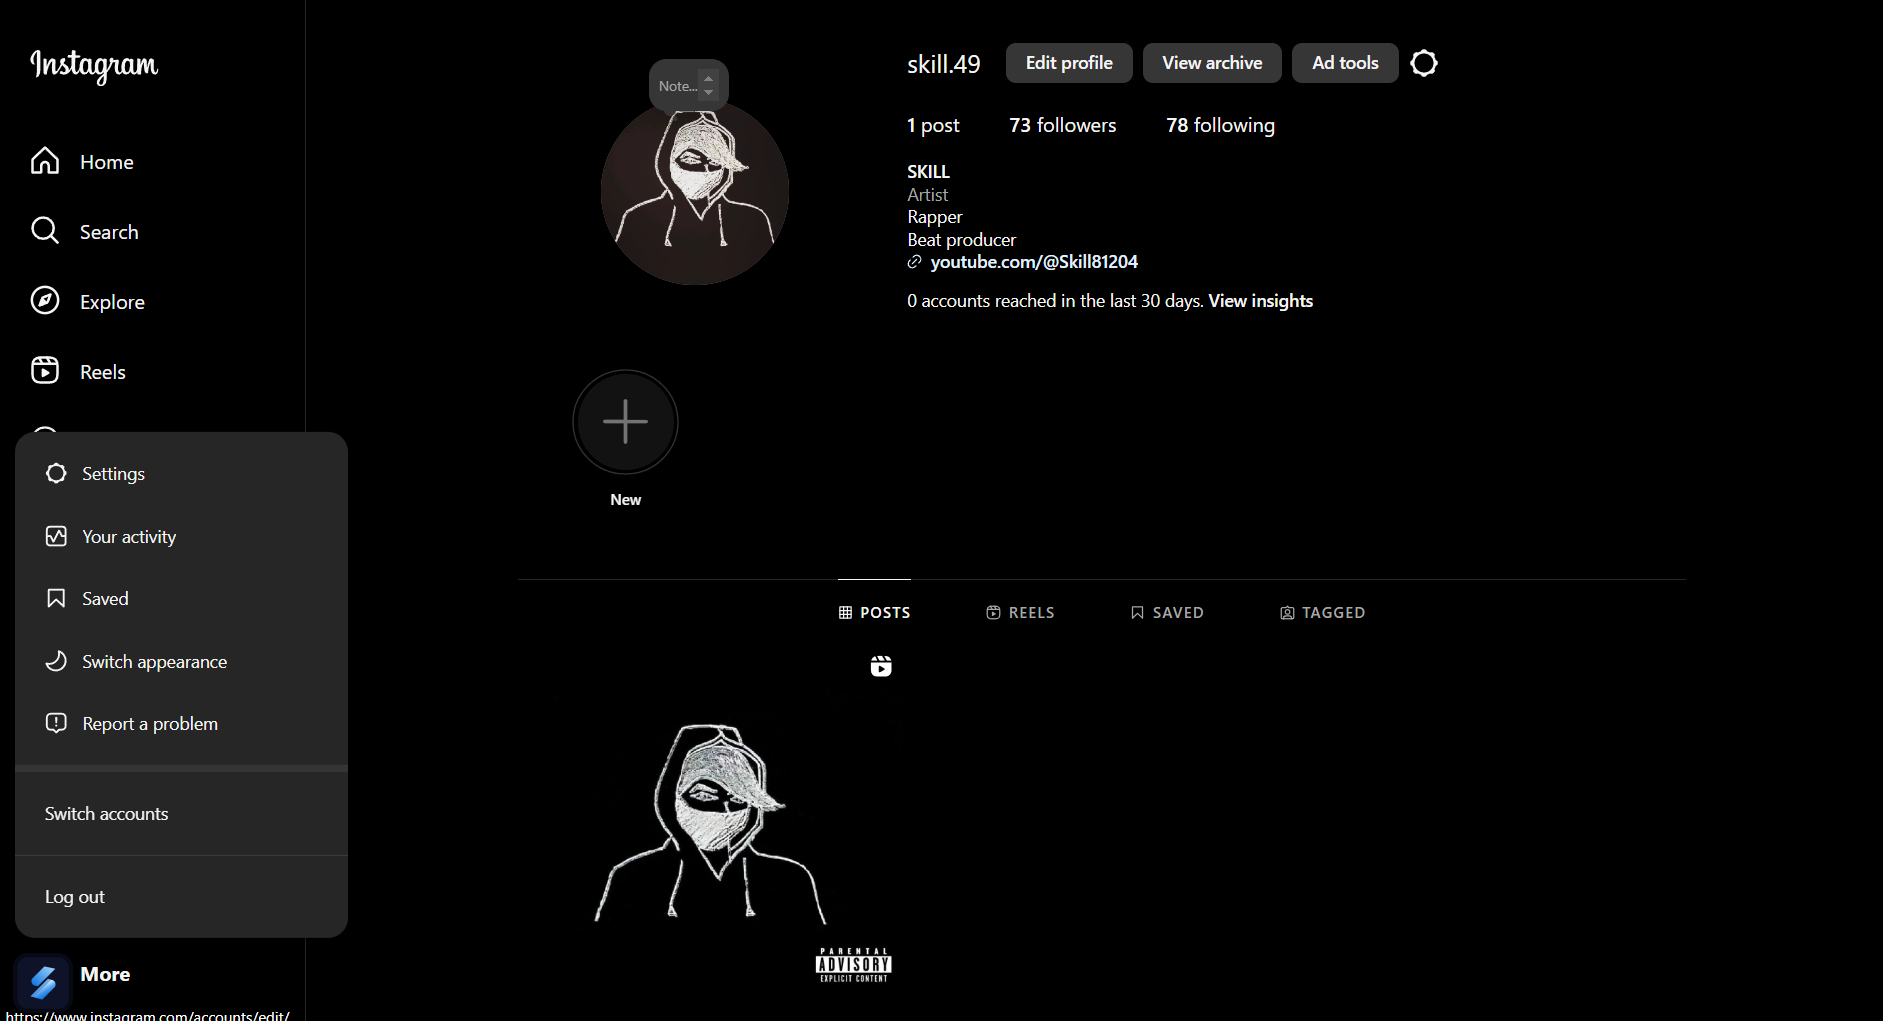 Instagram
Home
Search
Explore
Reels
Settings
Your activity
Saved
Switch appearance
Report a problem
Switch accounts
Log out
More
https://www.instagram.com/accounts/edit/
Note...
skill.49
Edit profile
View archive
Ad tools
1 post
73 followers
78 following
SKILL
Artist
Rapper
Beat producer
youtube.com/@Skill81204
0 accounts reached in the last 30 days. View insights
New
POSTS
REELS
SAVED
TAGGED
PARENTAL
ADVISORY
EXPLICIT CONTENT